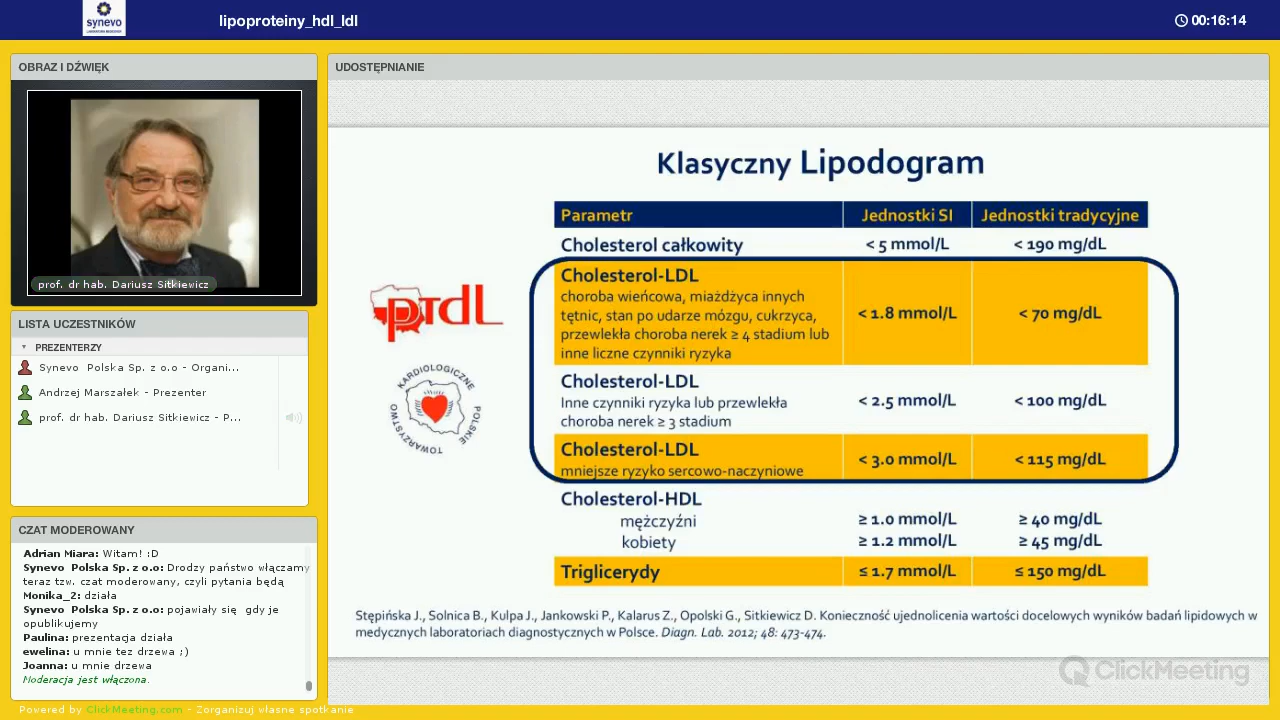 synevo
lipoproteiny_hdl_ldl
00:16:14
OBRAZ I DŹWIĘK
prof. dr hab. Dariusz Sitkiewicz
LISTA UCZESTNIKÓW
PREZENTERZY
Synevo Polska Sp. z o.o - Organi...
Andrzej Marszałek - Prezenter
prof. dr hab. Dariusz Sitkiewicz - P...
CZAT MODEROWANY
Adrian Miara: Witam! :D
Synevo Polska Sp. z o.o: Drodzy państwo włączamy
teraz tzw. czat moderowany, czyli pytania będą
Monika_2: działa
Synevo Polska Sp. z o.o: pojawiały się gdy je
opublikujemy
Paulina: prezentacja działa
ewelina: u mnie tez drzewa ;)
Joanna: u mnie drzewa
Moderacja jest włączona.
Powered by ClickMeeting.com - Zorganizuj własne spotkanie
UDOSTĘPNIANIE
Klasyczny Lipodogram
Parametr Jednostki SI Jednostki tradycyjne
Cholesterol całkowity < 5 mmol/L < 190 mg/dL
Cholesterol-LDL
choroba wieńcowa, miażdżyca innych
tętnic, stan po udarze mózgu, cukrzyca,
przewlekła choroba nerek ≥ 4 stadium lub
inne liczne czynniki ryzyka
< 1.8 mmol/L < 70 mg/dL
Cholesterol-LDL
Inne czynniki ryzyka lub przewlekła
choroba nerek ≥ 3 stadium
< 2.5 mmol/L < 100 mg/dL
Cholesterol-LDL
mniejsze ryzyko sercowo-naczyniowe
< 3.0 mmol/L < 115 mg/dL
Cholesterol-HDL
mężczyźni ≥ 1.0 mmol/L ≥ 40 mg/dL
kobiety ≥ 1.2 mmol/L ≥ 45 mg/dL
Triglicerydy ≤ 1.7 mmol/L ≤ 150 mg/dL
PTDL
POLSKIE TOWARZYSTWO KARDIOLOGICZNE
Stępińska J., Solnica B., Kulpa J., Jankowski P., Kalarus Z., Opolski G., Sitkiewicz D. Konieczność ujednolicenia wartości docelowych wyników badań lipidowych w
medycznych laboratoriach diagnostycznych w Polsce. Diagn. Lab. 2012; 48: 473-474.
ClickMeeting